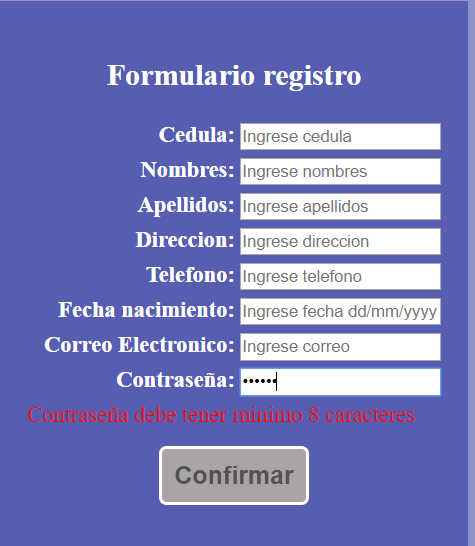 Formulario registro
Cedula: Ingrese cedula
Nombres: Ingrese nombres
Apellidos: Ingrese apellidos
Direccion: Ingrese direccion
Telefono: Ingrese telefono
Fecha nacimiento: Ingrese fecha dd/mm/yyyy
Correo Electronico: Ingrese correo
Contraseña: ••••••
Contraseña debe tener minimo 8 caracteres
Confirmar